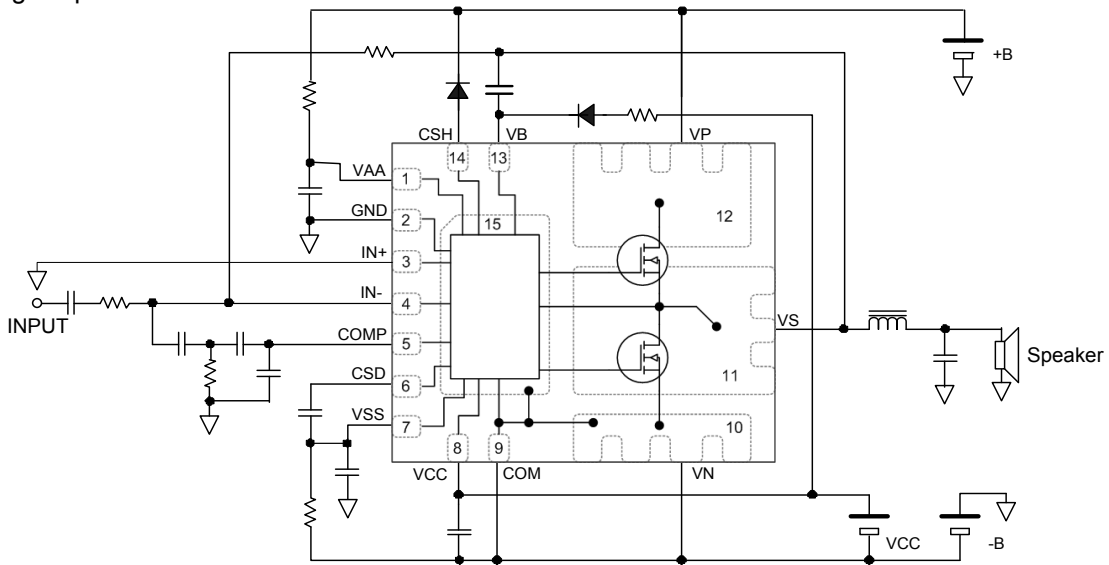 +B
CSH
VB
VP
14
13
VAA
1
12
GND
2
15
IN+
3
IN-
4
INPUT
VS
COMP
5
Speaker
CSD
6
11
VSS
7
10
8
9
VCC
COM
VN
VCC
-B